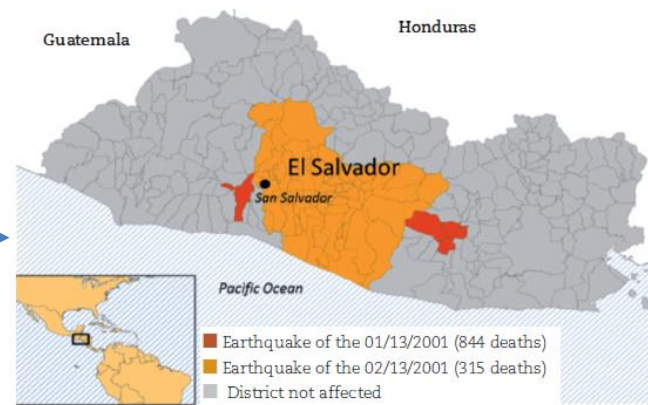 Guatemala
Honduras
El Salvador
San Salvador
Pacific Ocean
Earthquake of the 01/13/2001 (844 deaths)
Earthquake of the 02/13/2001 (315 deaths)
District not affected